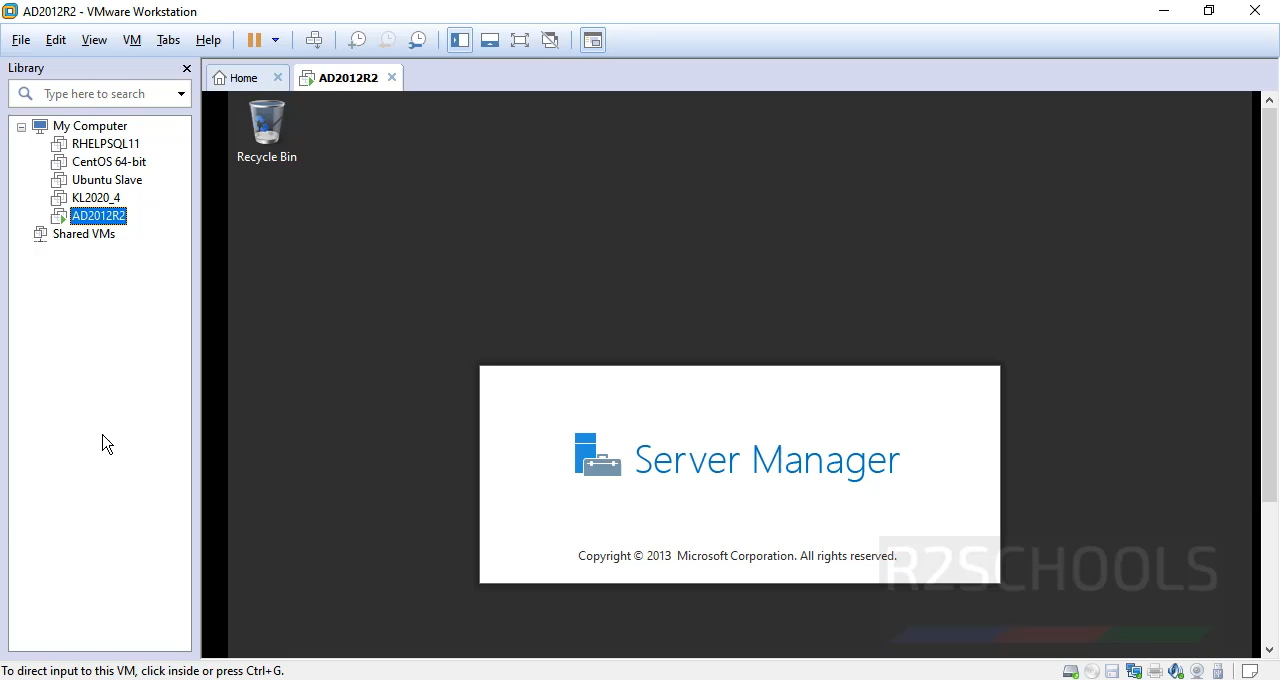 AD2012R2 - VMware Workstation
File Edit View VM Tabs Help
Library
Type here to search
Home
AD2012R2
My Computer
RHELPSQL11
CentOS 64-bit
Ubuntu Slave
KL2020_4
AD2012R2
Shared VMs
Recycle Bin
Server Manager
Copyright © 2013 Microsoft Corporation. All rights reserved.
R2SCHOOLS
To direct input to this VM, click inside or press Ctrl+G.